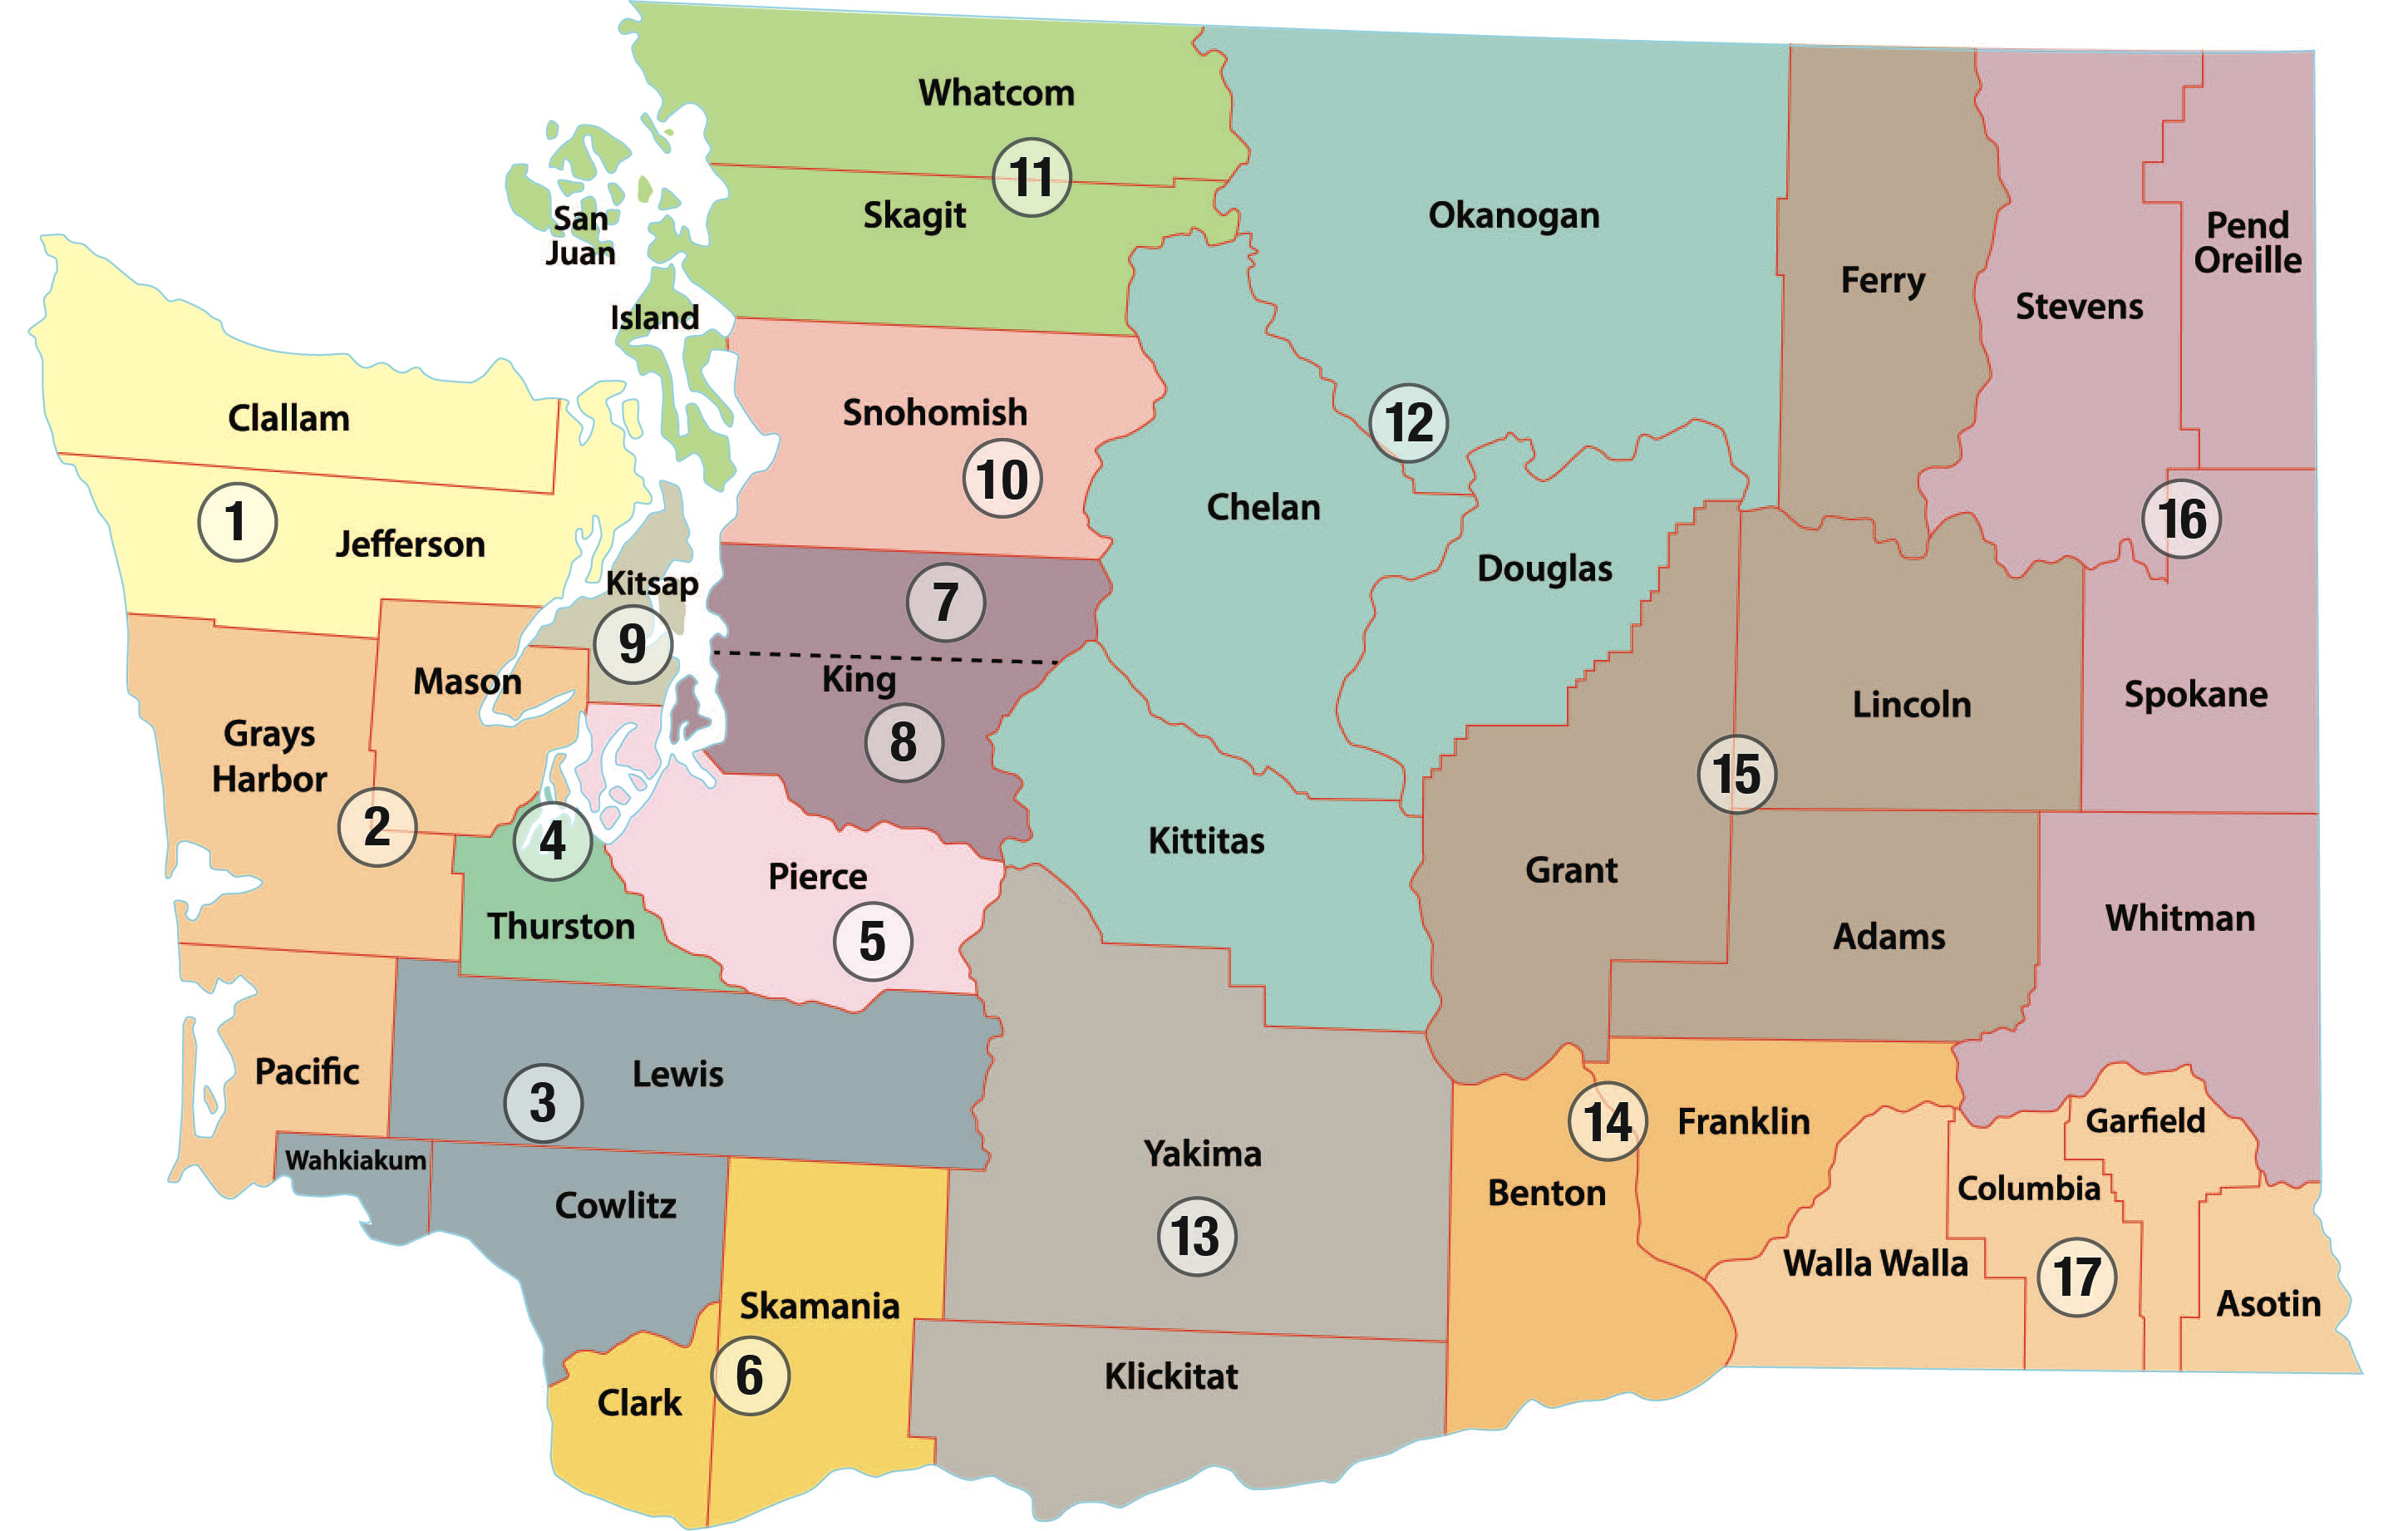 Whatcom
11
Skagit
San
Juan
Island
Okanogan
Ferry
Stevens
Pend
Oreille
Clallam
1
Jefferson
Snohomish
10
12
Chelan
Douglas
16
Kitsap
9
7
King
8
Mason
Grays
Harbor
2
4
Thurston
Pierce
5
Kittitas
15
Lincoln
Spokane
Grant
Adams
Whitman
Pacific
3
Lewis
Wahkiakum
Cowlitz
Skamania
6
Clark
Yakima
13
Klickitat
14
Franklin
Benton
Garfield
Columbia
Walla Walla
17
Asotin